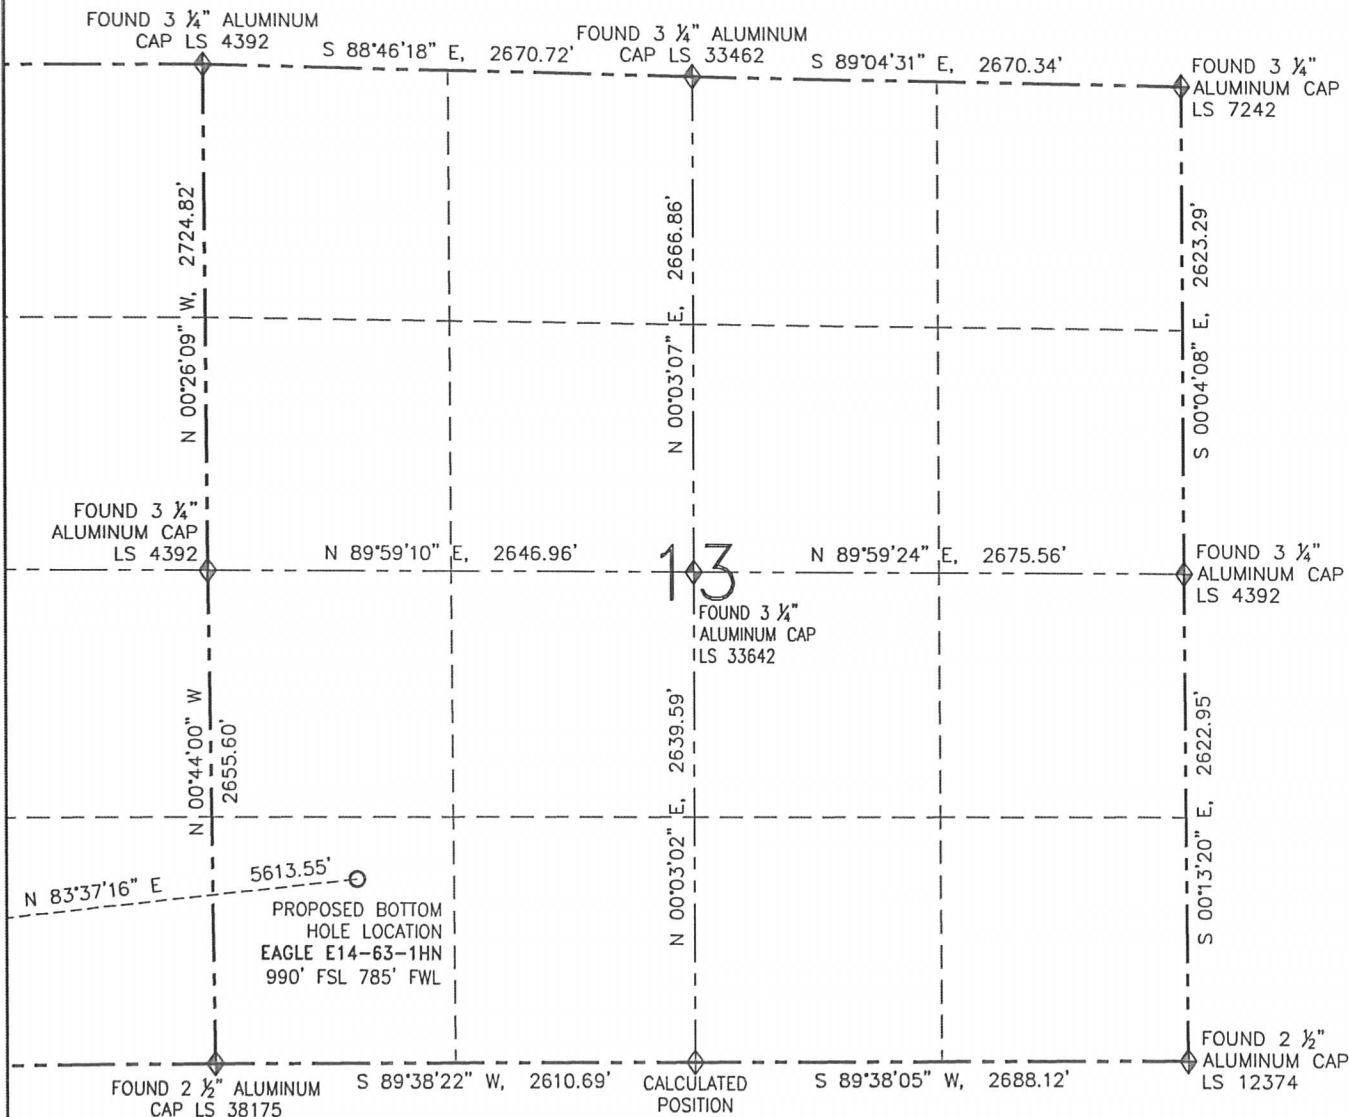 FOUND 3 ¼" ALUMINUM
CAP LS 4392
S 88°46'18" E, 2670.72'
FOUND 3 ¼" ALUMINUM
CAP LS 33462
S 89°04'31" E, 2670.34'
FOUND 3 ¼"
ALUMINUM CAP
LS 7242
N 00°26'09" W, 2724.82'
N 00°03'07" E, 2666.86'
S 00°04'08" E, 2623.29'
FOUND 3 ¼"
ALUMINUM CAP
LS 4392
N 89°59'10" E, 2646.96'
13
N 89°59'24" E, 2675.56'
FOUND 3 ¼"
ALUMINUM CAP
LS 4392
FOUND 3 ¼"
ALUMINUM CAP
LS 33642
N 00°44'00" W
2655.60'
N 00°03'02" E, 2639.59'
S 00°13'20" E, 2622.95'
N 83°37'16" E 5613.55'
PROPOSED BOTTOM
HOLE LOCATION
EAGLE E14-63-1HN
990' FSL 785' FWL
FOUND 2 ½" ALUMINUM
CAP LS 38175
S 89°38'22" W, 2610.69'
CALCULATED
POSITION
S 89°38'05" W, 2688.12'
FOUND 2 ½"
ALUMINUM CAP
LS 12374